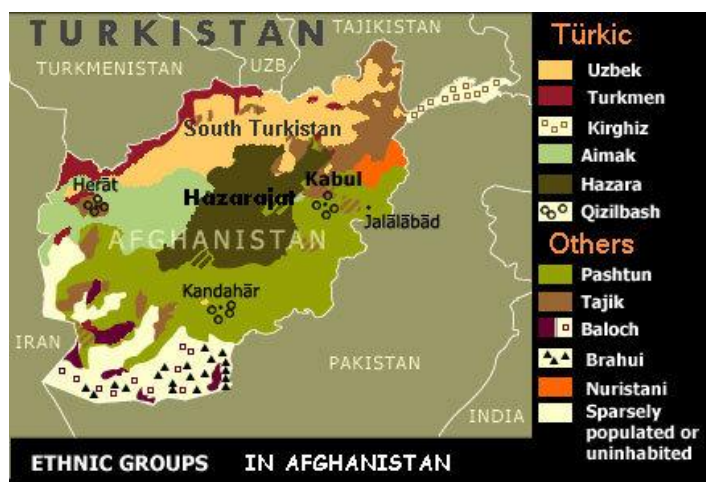 TURKISTAN
TAJIKISTAN
TURKMENISTAN
UZB
South Turkistan
Herāt
Hazarajat
Kabul
Jalālābād
AFGHANISTAN
Kandahār
IRAN
PAKISTAN
INDIA
ETHNIC GROUPS IN AFGHANISTAN
Türkic
Uzbek
Turkmen
Kirghiz
Aimak
Hazara
Qizilbash
Others
Pashtun
Tajik
Baloch
Brahui
Nuristani
Sparsely
populated or
uninhabited